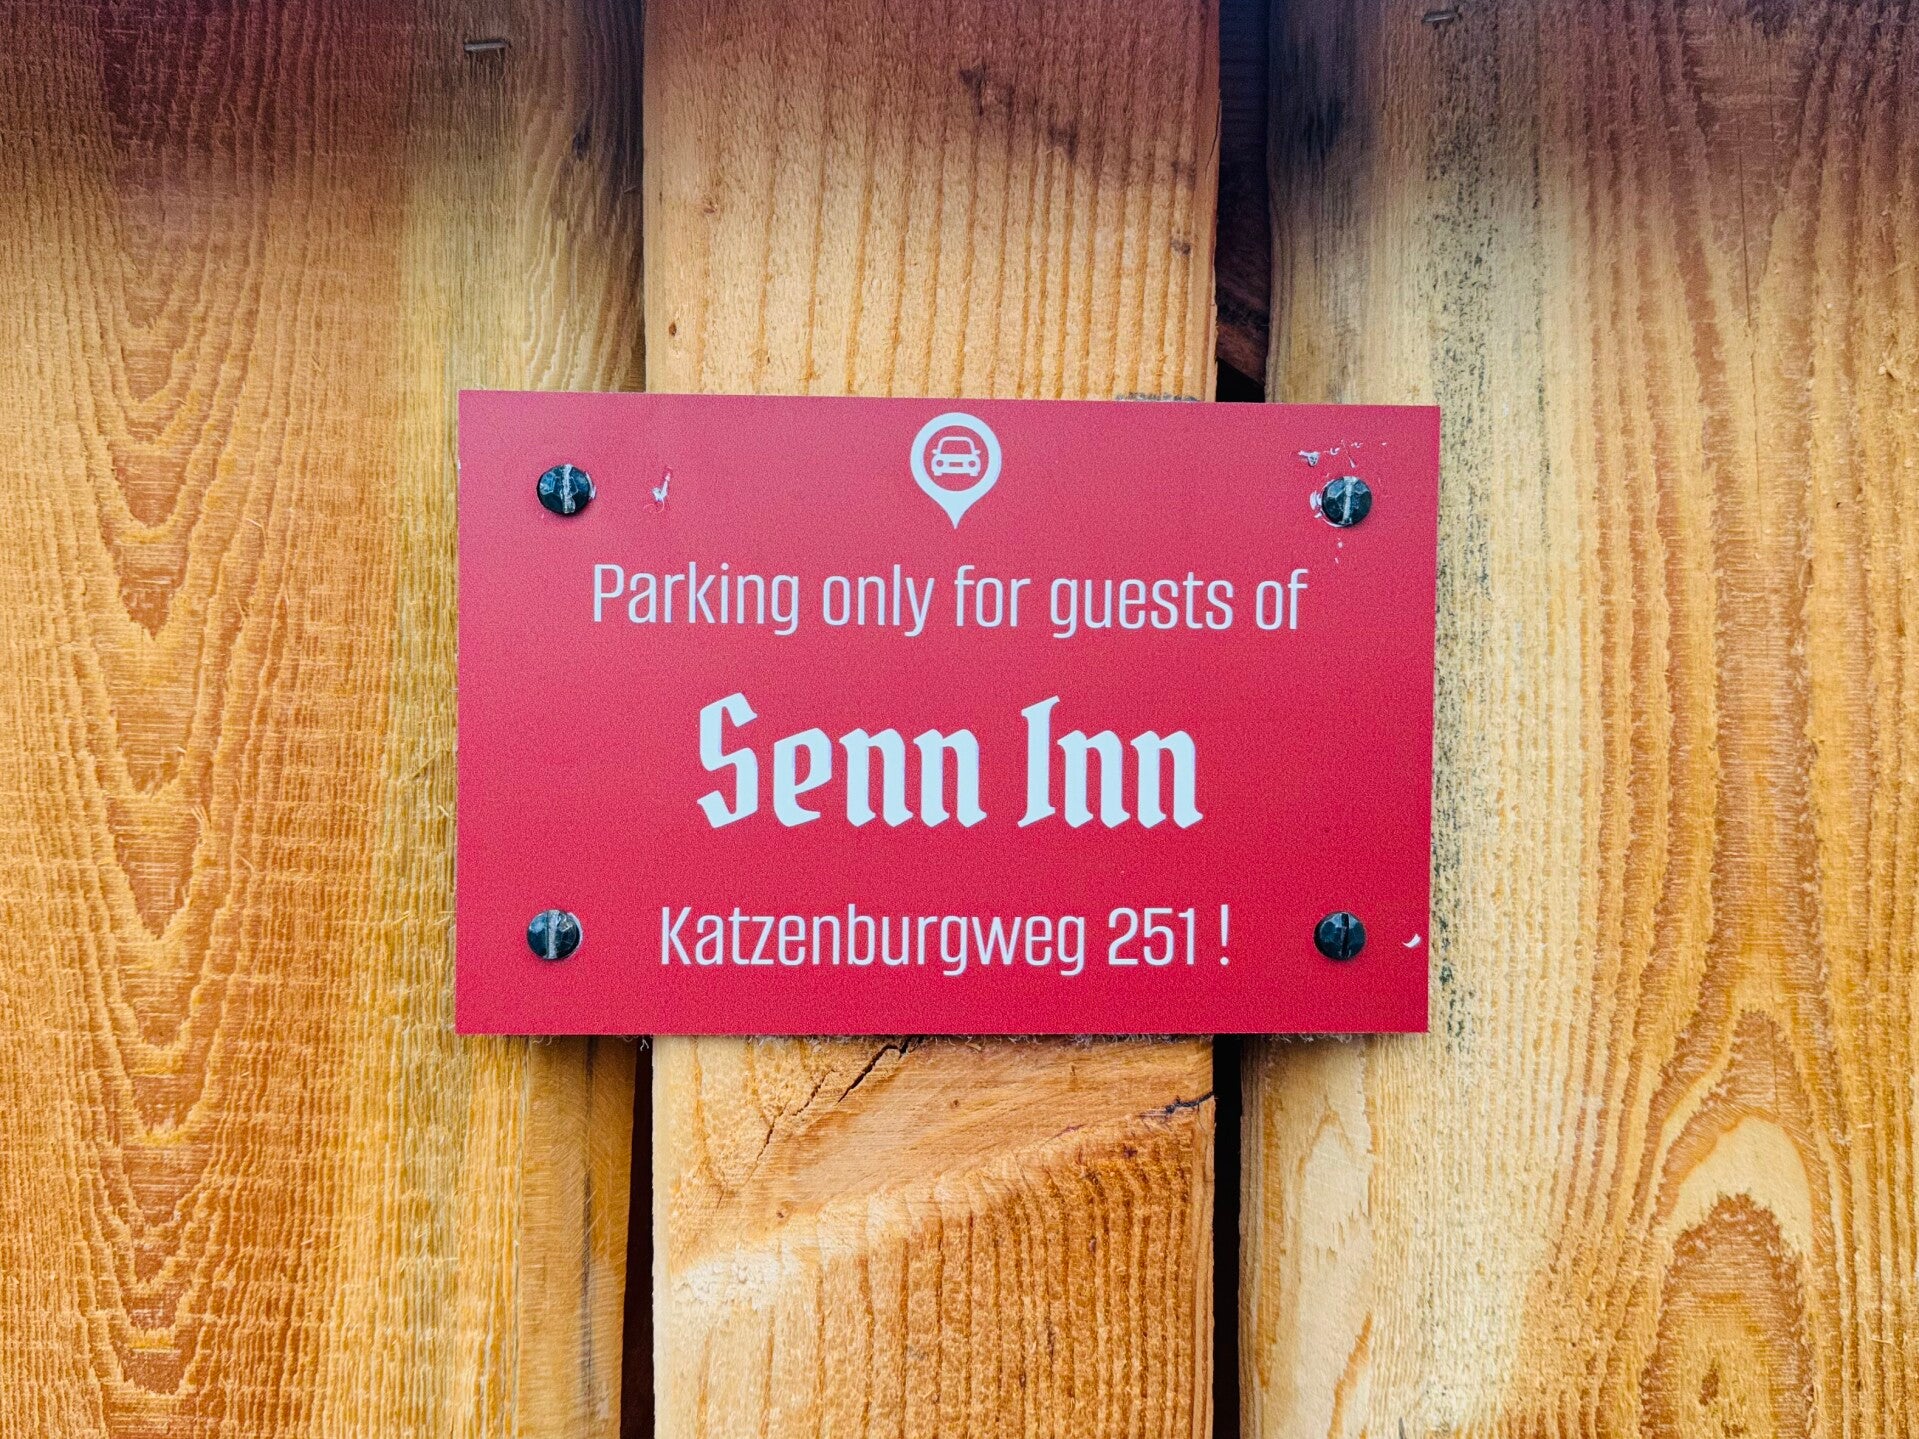 Parking only for guests of
Senn Inn
Katzenburgweg 251 !